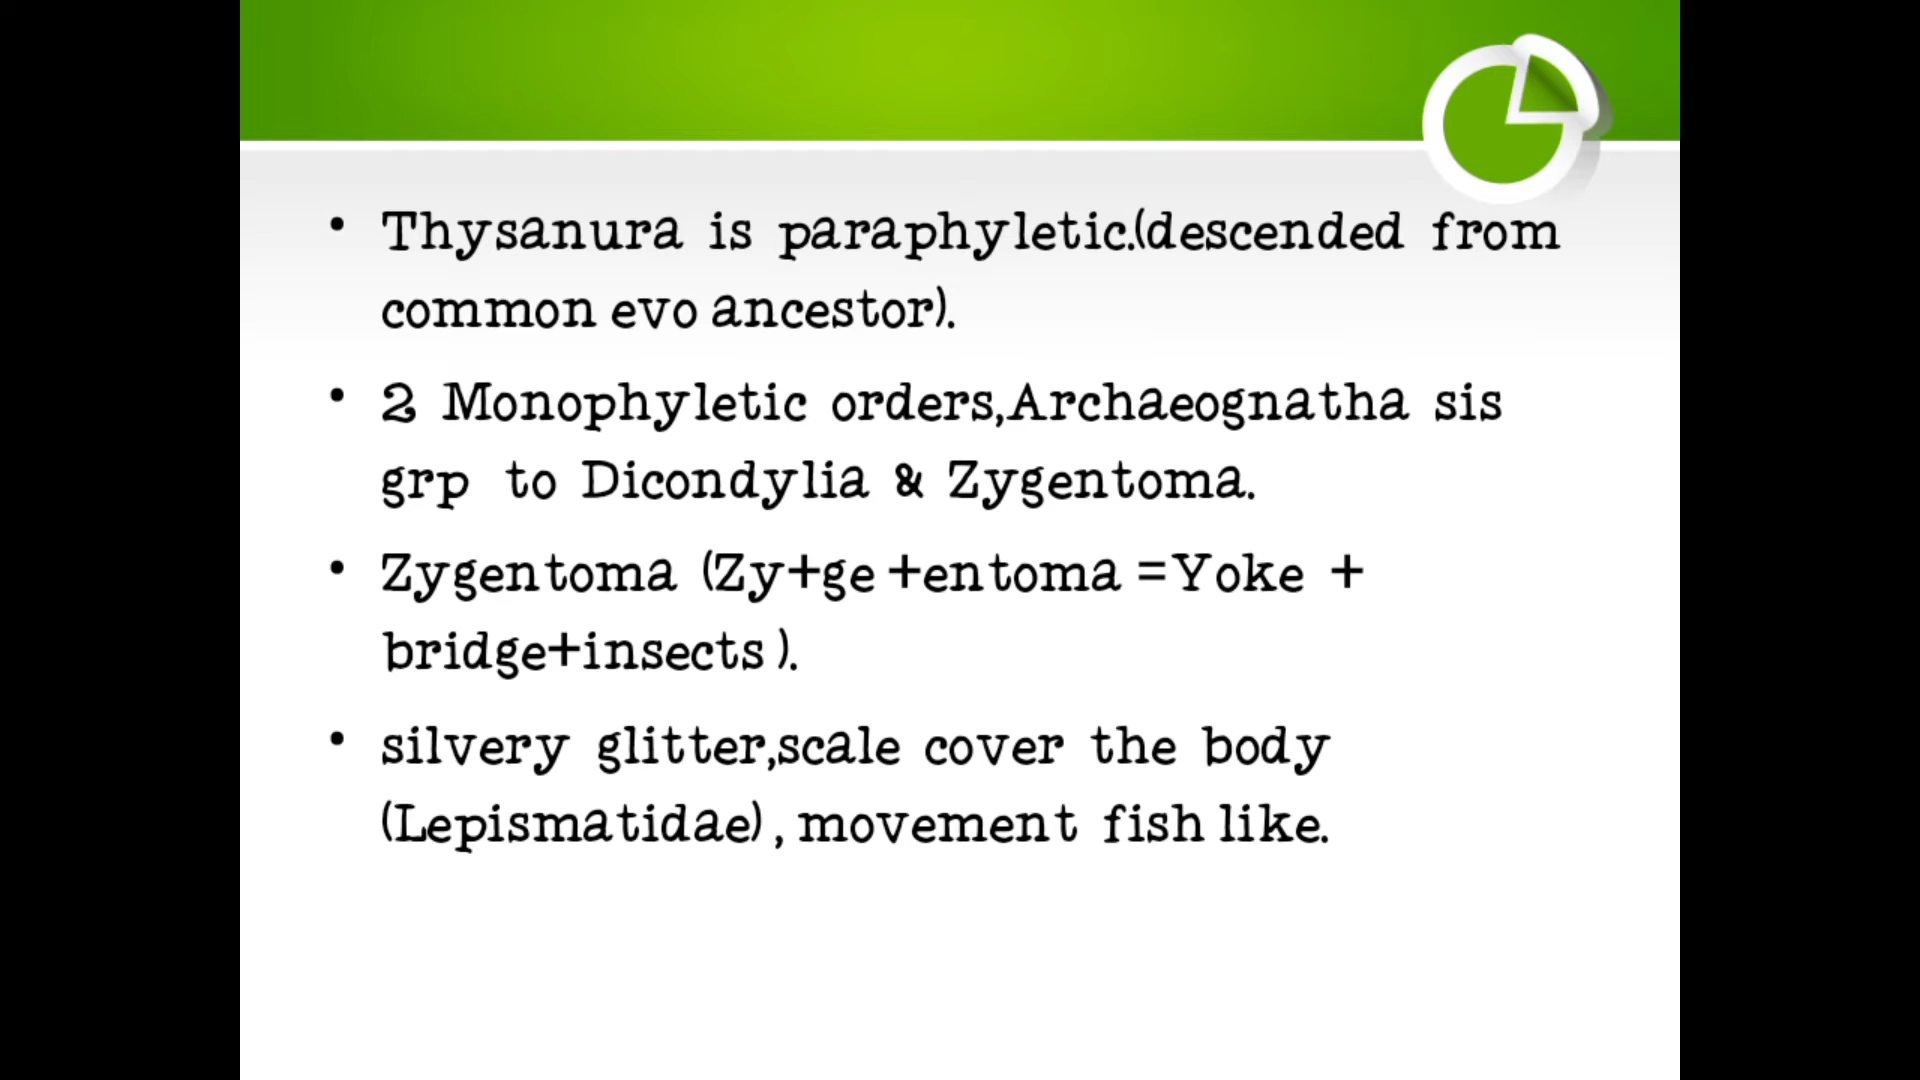 • Thysanura is paraphyletic.(descended from
common evo ancestor).
• 2 Monophyletic orders,Archaeognatha sis
grp to Dicondylia & Zygentoma.
• Zygentoma (Zy+ge +entoma =Yoke +
bridge+insects ).
• silvery glitter,scale cover the body
(Lepismatidae) , movement fish like.